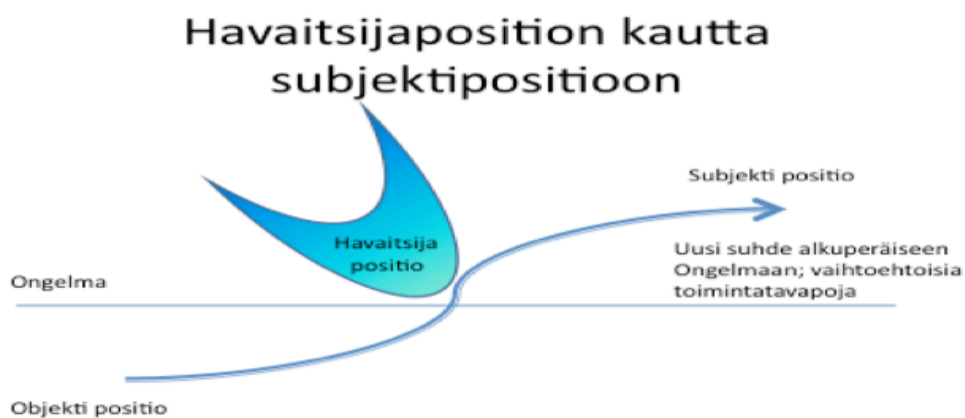 Havaitsijaposition kautta
subjektipositioon
Subjekti positio
Havaitsija
positio
Uusi suhde alkuperäiseen
Ongelmaan; vaihtoehtoisia
toimintatavapoja
Ongelma
Objekti positio